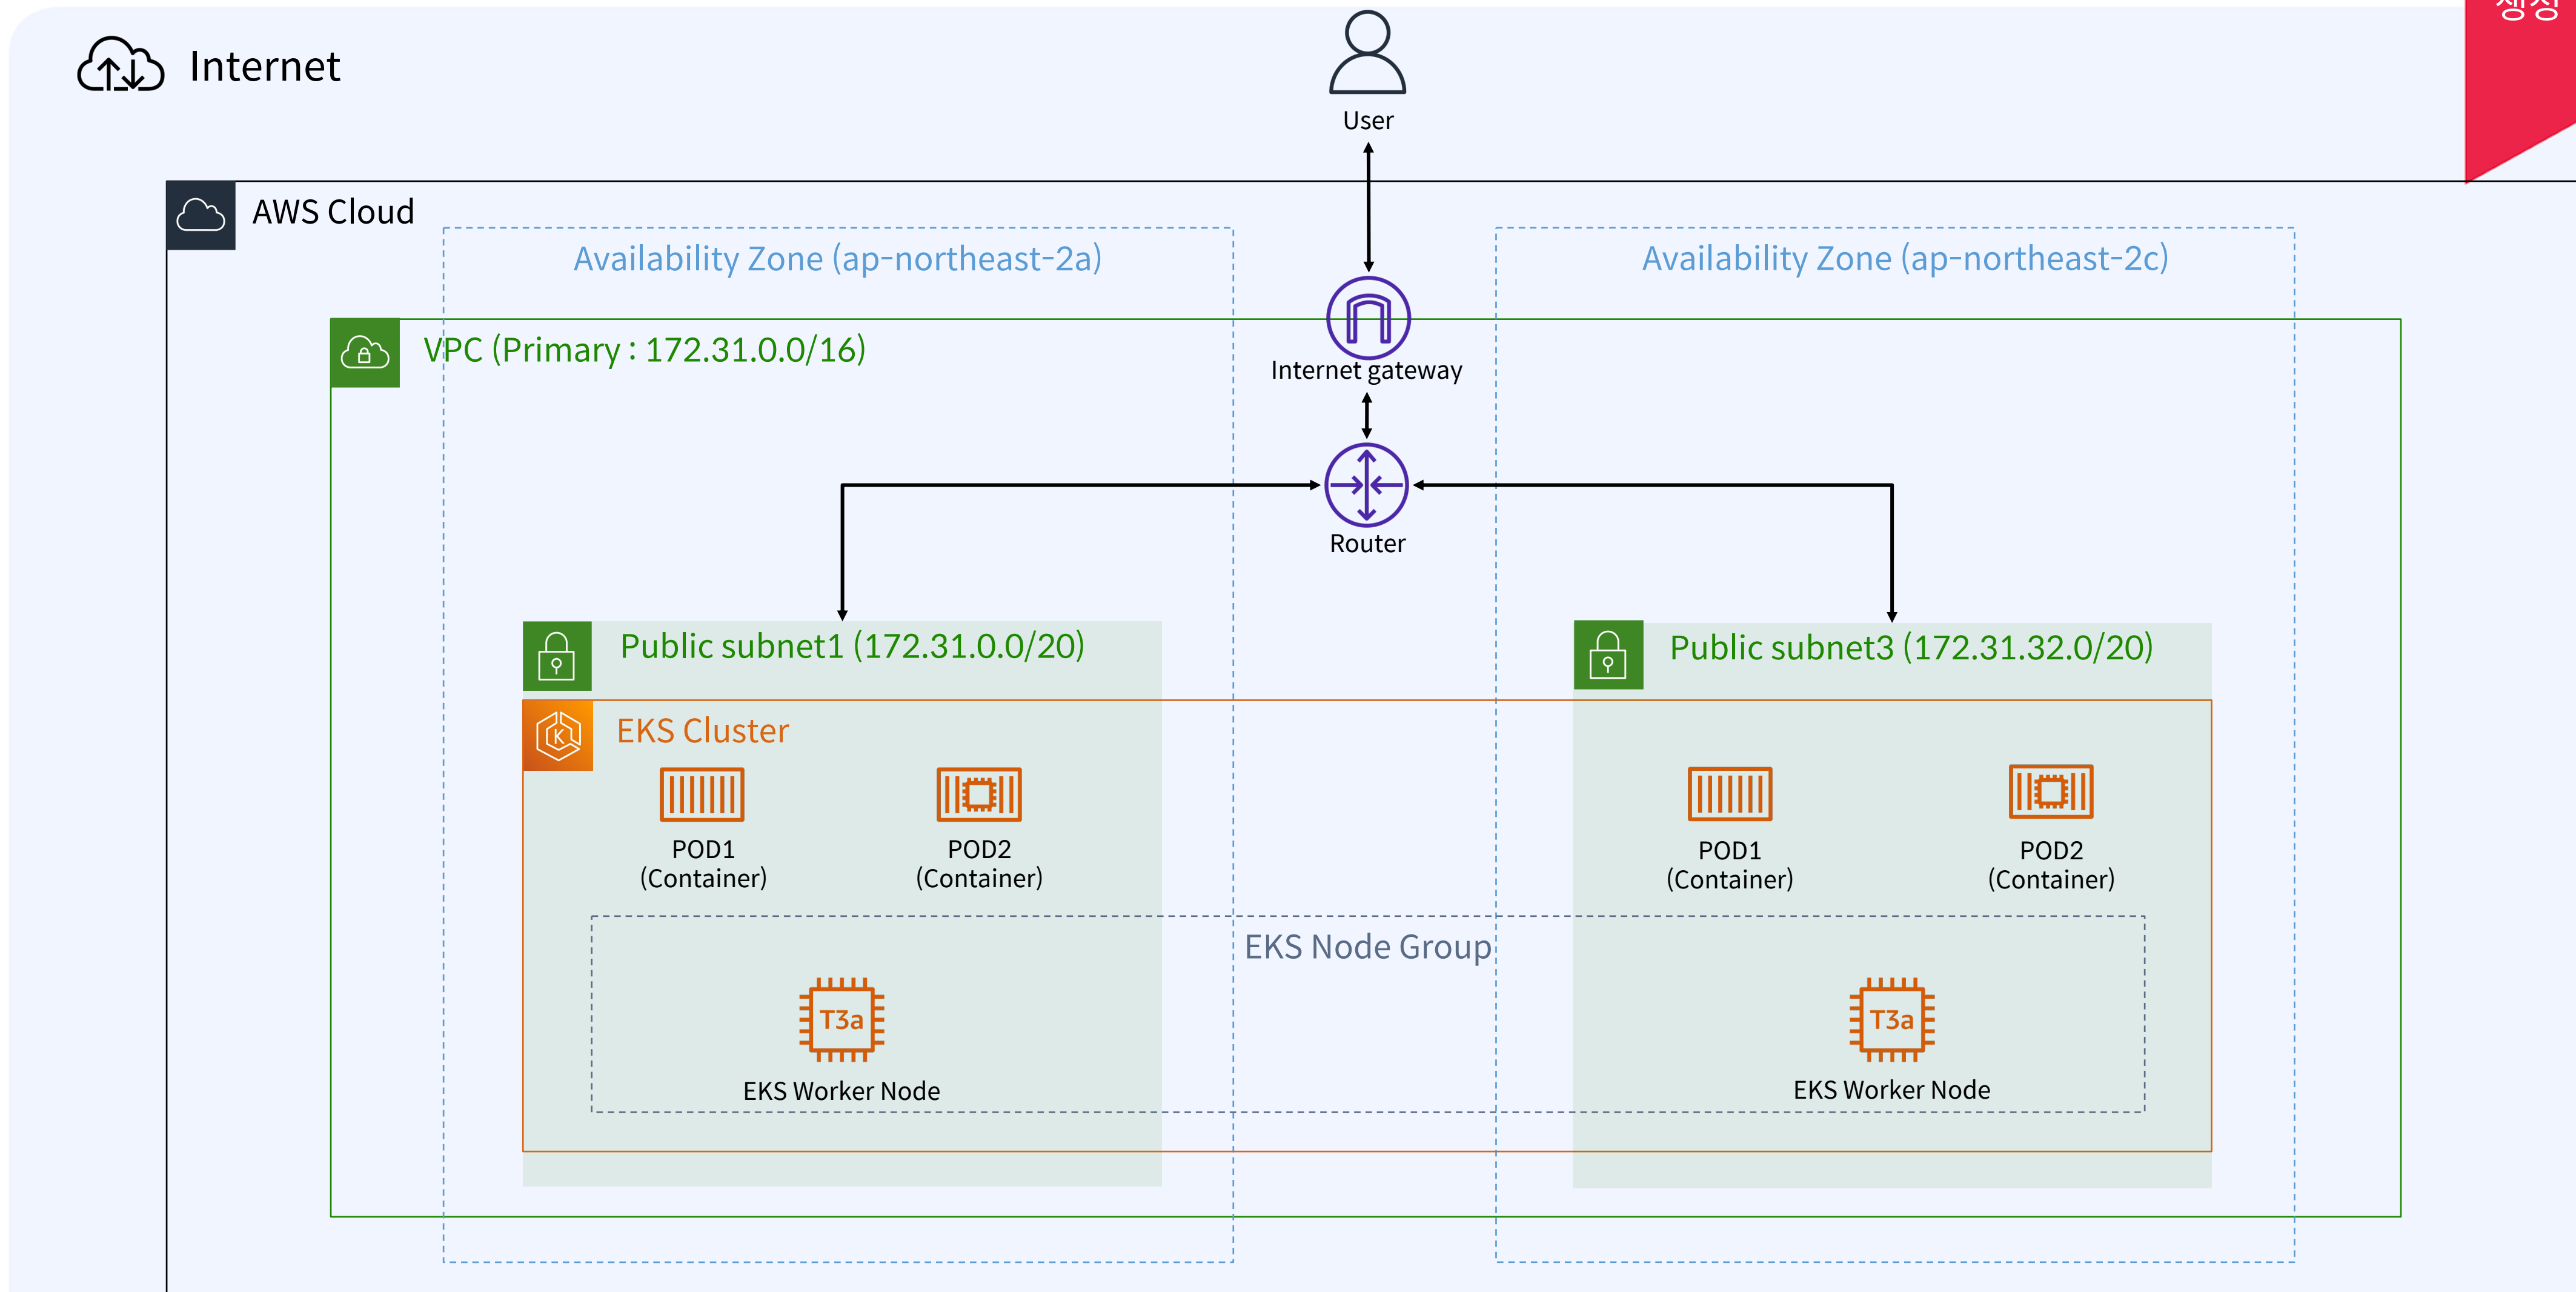 생성
Internet
User
AWS Cloud
Availability Zone (ap-northeast-2a)
Availability Zone (ap-northeast-2c)
VPC (Primary : 172.31.0.0/16)
Internet gateway
Router
Public subnet1 (172.31.0.0/20)
Public subnet3 (172.31.32.0/20)
EKS Cluster
K
POD1
(Container)
POD2
(Container)
POD1
(Container)
POD2
(Container)
EKS Node Group
T3a
EKS Worker Node
T3a
EKS Worker Node